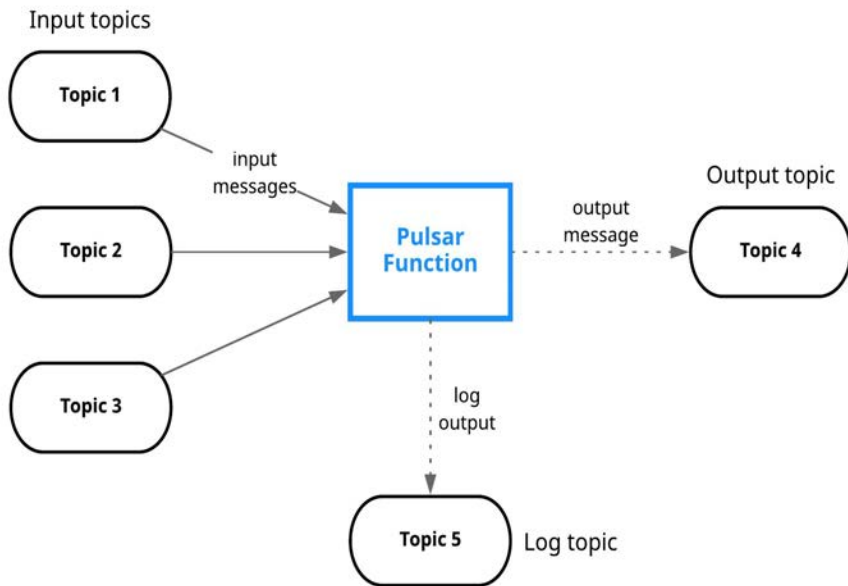 Input topics
Topic 1
input
messages
Topic 2
Pulsar
Function
output
message
Output topic
Topic 4
Topic 3
log
output
Topic 5
Log topic